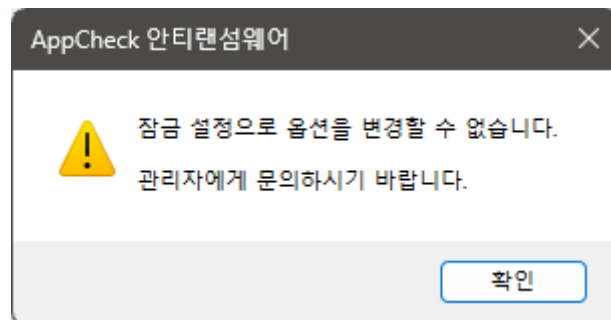 AppCheck 안티랜섬웨어
잠금 설정으로 옵션을 변경할 수 없습니다.
관리자에게 문의하시기 바랍니다.
확인